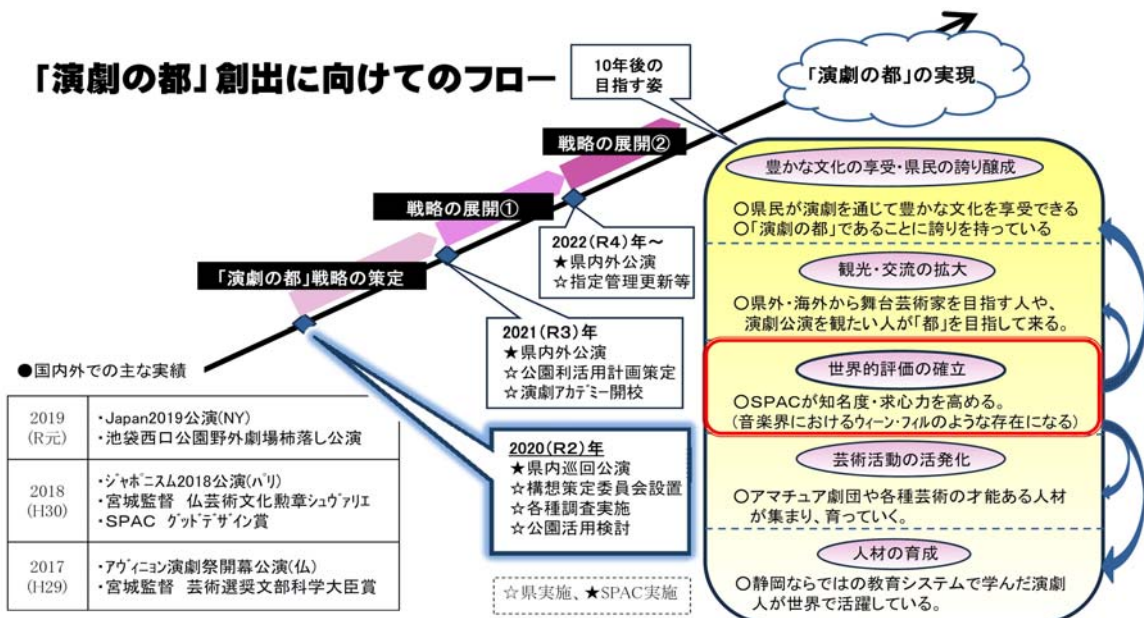 「演劇の都」創出に向けてのフロー
10年後の
目指す姿
「演劇の都」の実現
戦略の展開②
戦略の展開①
「演劇の都」戦略の策定
2022(R4)年～
★県内外公演
☆指定管理更新等
2021(R3)年
★県内外公演
☆公園利活用計画策定
☆演劇アカデミー開校
2020(R2)年
★県内巡回公演
☆構想策定委員会設置
☆各種調査実施
☆公園活用検討
☆県実施、★SPAC実施
●国内外での主な実績
2019
(R元)
・Japan2019公演(NY)
・池袋西口公園野外劇場柿落し公演
2018
(H30)
・ジャポニスム2018公演(パリ)
・宮城監督 仏芸術文化勲章シュヴァリエ
・SPAC グッドデザイン賞
2017
(H29)
・アヴィニョン演劇祭開幕公演(仏)
・宮城監督 芸術選奨文部科学大臣賞
豊かな文化の享受・県民の誇り醸成
○県民が演劇を通じて豊かな文化を享受できる
○「演劇の都」であることに誇りを持っている
観光・交流の拡大
○県外・海外から舞台芸術家を目指す人や、
演劇公演を観たい人が「都」を目指して来る。
世界的評価の確立
○SPACが知名度・求心力を高める。
(音楽界におけるウィーン・フィルのような存在になる)
芸術活動の活発化
○アマチュア劇団や各種芸術の才能ある人材
が集まり、育っていく。
人材の育成
○静岡ならではの教育システムで学んだ演劇
人が世界で活躍している。